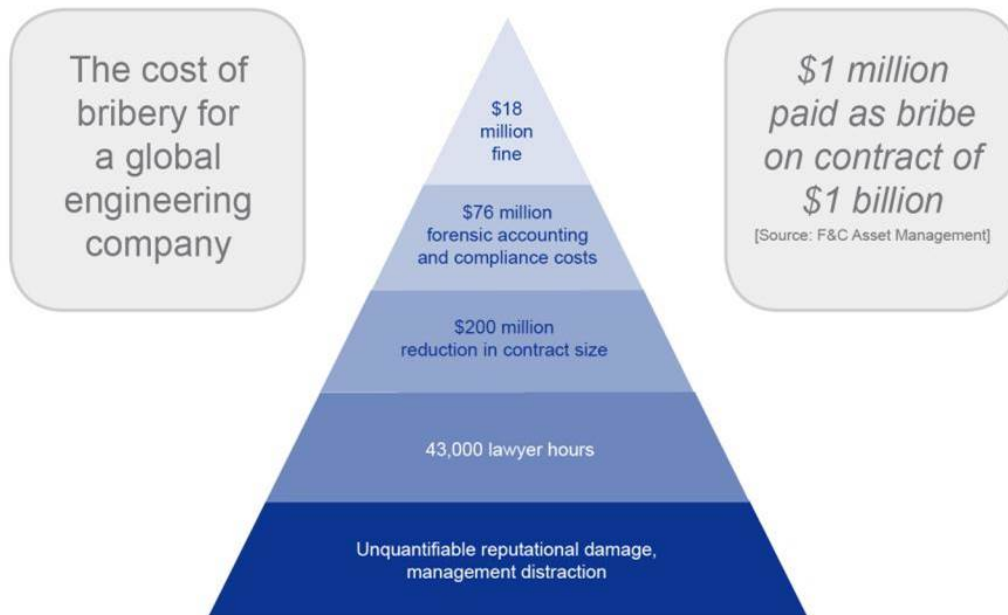 The cost of
bribery for
a global
engineering
company
$18
million
fine
$76 million
forensic accounting
and compliance costs
$200 million
reduction in contract size
43,000 lawyer hours
Unquantifiable reputational damage,
management distraction
$1 million
paid as bribe
on contract of
$1 billion
[Source: F&C Asset Management]